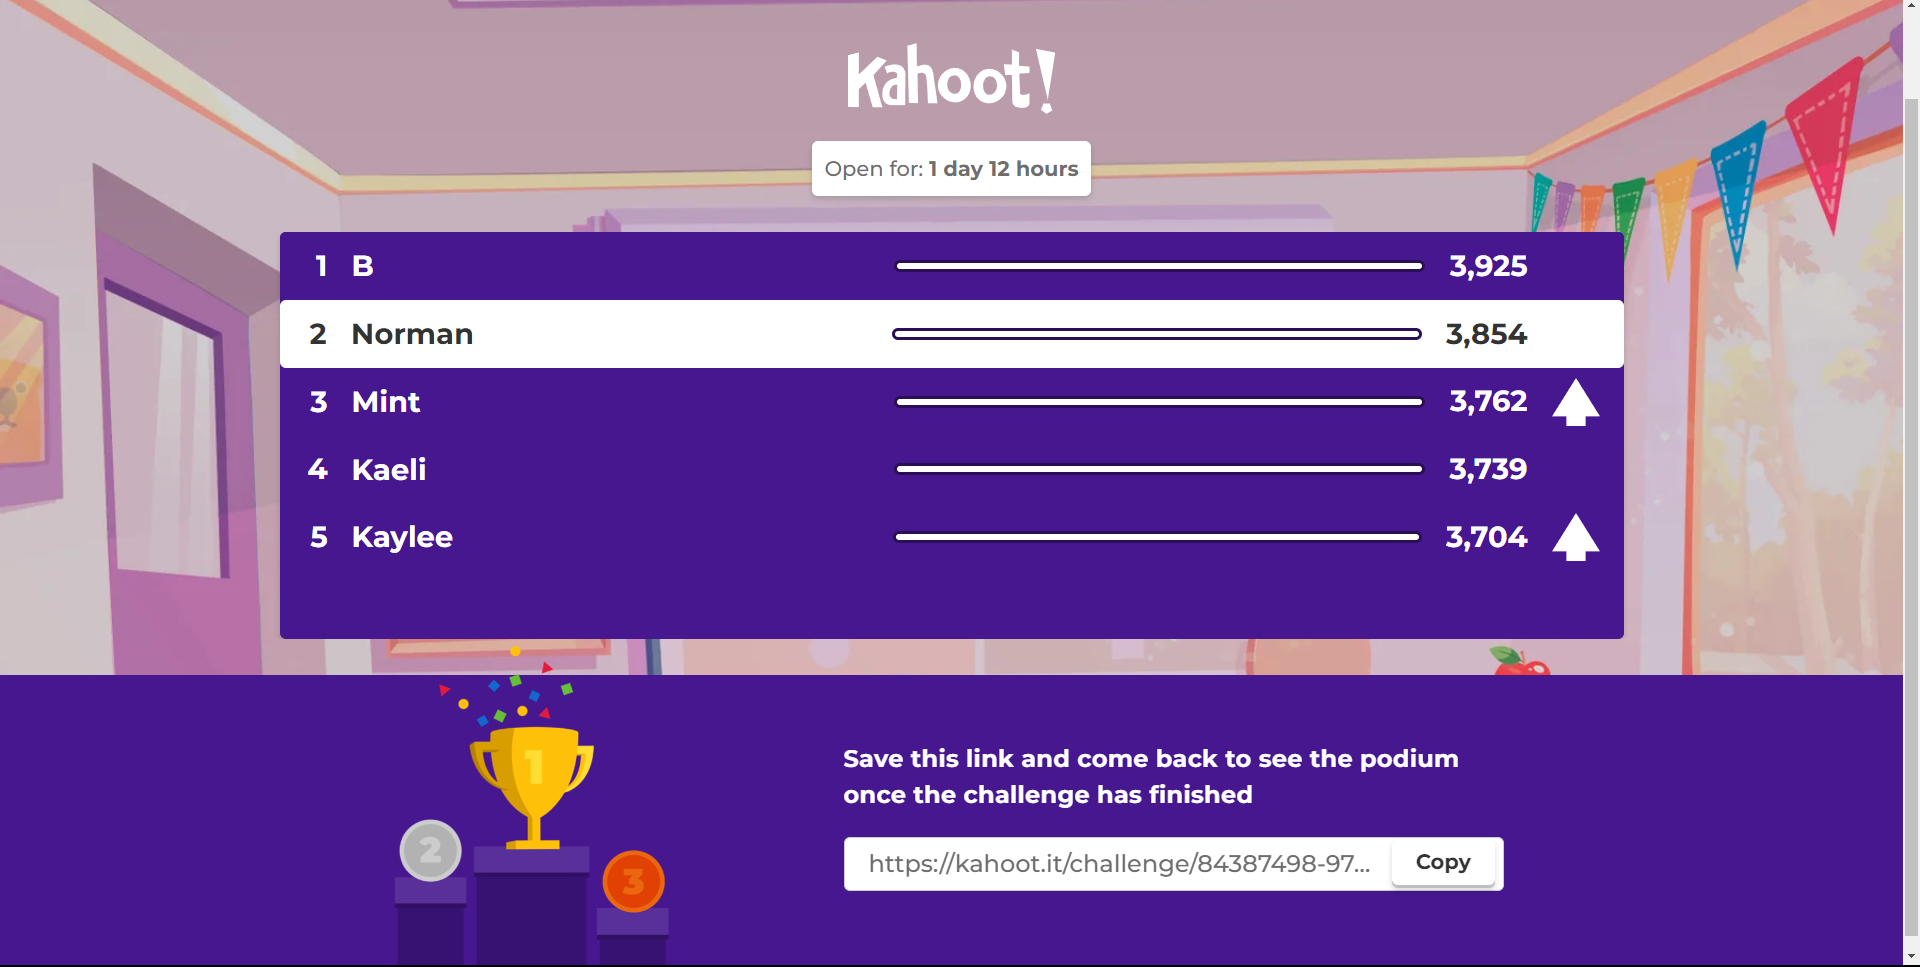 Kahoot!
Open for: 1 day 12 hours
1 B 3,925
2 Norman 3,854
3 Mint 3,762
4 Kaeli 3,739
5 Kaylee 3,704
1
2
3
Save this link and come back to see the podium
once the challenge has finished
https://kahoot.it/challenge/84387498-97... Copy